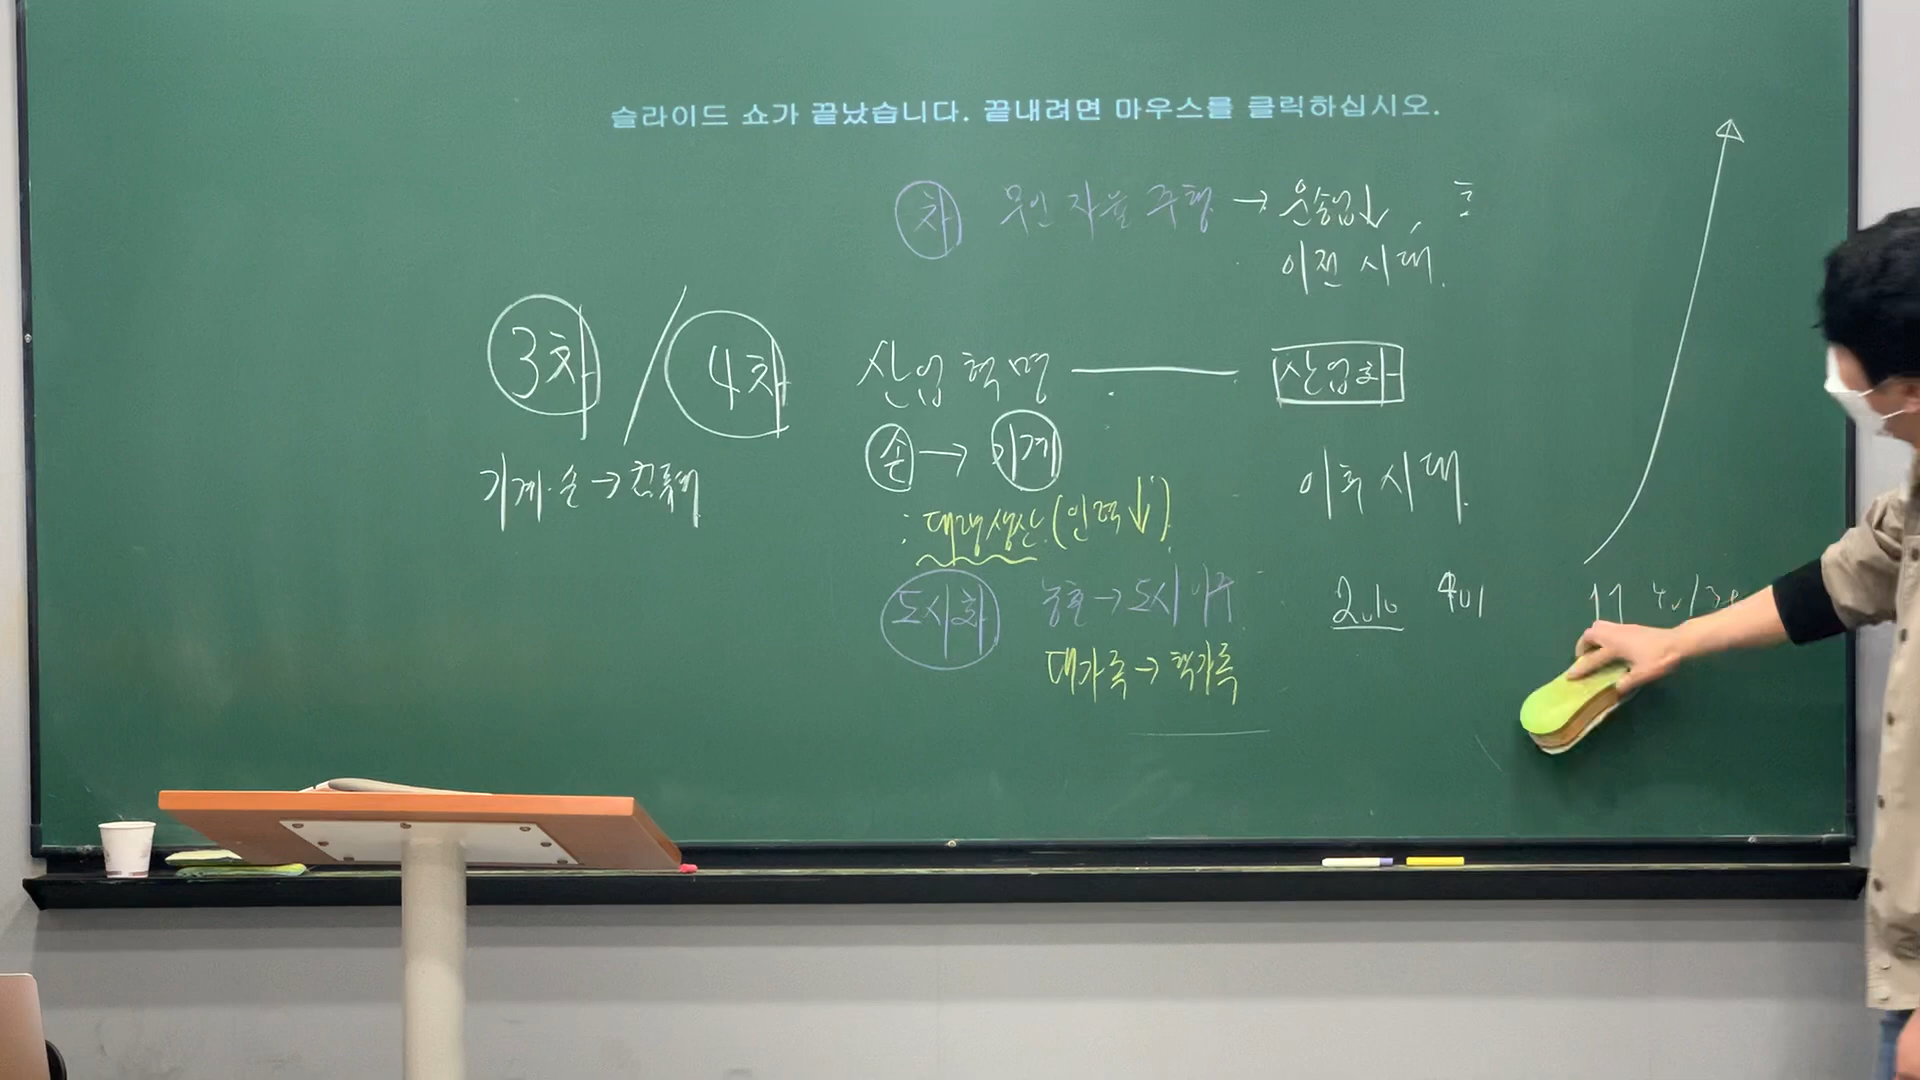 슬라이드 쇼가 끝났습니다. 끝내려면 마우스를 클릭하십시오.
차 무인 자율 주행 → 운송업↓,
이전 시대.
3차 / 4차 산업 혁명 — 산업화
기계·손 → 컴퓨터
손 → 기계
이후 시대.
: 대량생산 (인력↓)
도시화 농촌 → 도시 이주
대가족 → 핵가족